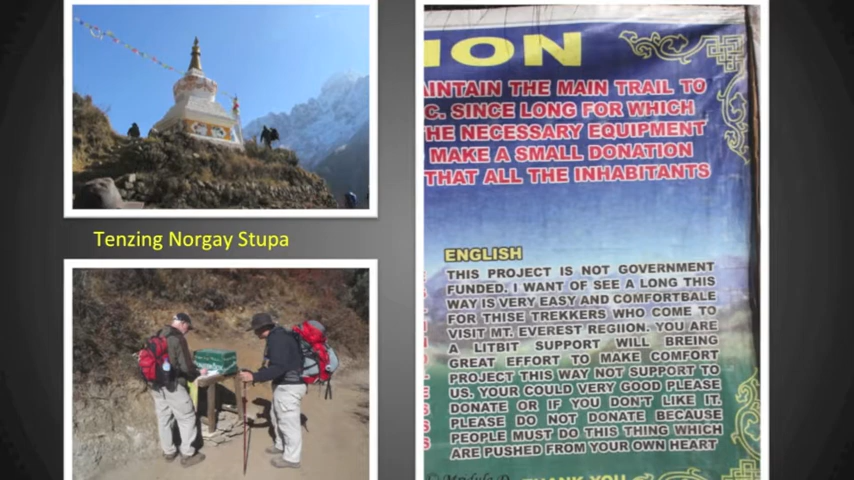 Tenzing Norgay Stupa
ION
AINTAIN THE MAIN TRAIL TO
C. SINCE LONG FOR WHICH
HE NECESSARY EQUIPMENT
MAKE A SMALL DONATION
THAT ALL THE INHABITANTS
ENGLISH
THIS PROJECT IS NOT GOVERNMENT
FUNDED. I WANT OF SEE A LONG THIS
WAY IS VERY EASY AND COMFORTBALE
FOR THISE TREKKERS WHO COME TO
VISIT MT. EVEREST REGIION. YOU ARE
A LITBIT SUPPORT WILL BREING
GREAT EFFORT TO MAKE COMFORT
PROJECT THIS WAY NOT SUPPORT TO
US. YOUR COULD VERY GOOD PLEASE
DONATE OR IF YOU DON'T LIKE IT.
PLEASE DO NOT DONATE BECAUSE
PEOPLE MUST DO THIS THING WHICH
ARE PUSHED FROM YOUR OWN HEART
THANK YOU